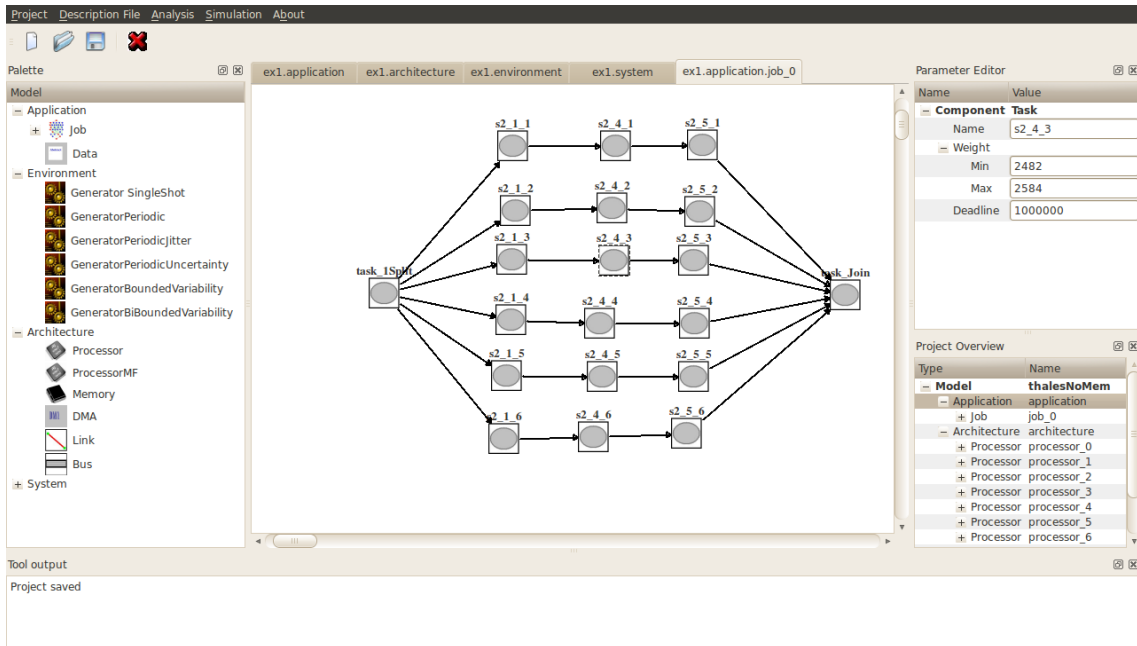 Project Description File Analysis Simulation About
Palette
Model
Application
Job
Data
Environment
Generator SingleShot
GeneratorPeriodic
GeneratorPeriodicJitter
GeneratorPeriodicUncertainty
GeneratorBoundedVariability
GeneratorBiBoundedVariability
Architecture
Processor
ProcessorMF
Memory
DMA
Link
Bus
System
ex1.application ex1.architecture ex1.environment ex1.system ex1.application.job_0
s2_1_1 s2_4_1 s2_5_1
s2_1_2 s2_4_2 s2_5_2
s2_1_3 s2_4_3 s2_5_3
task_1Split task_Join
s2_1_4 s2_4_4 s2_5_4
s2_1_5 s2_4_5 s2_5_5
s2_1_6 s2_4_6 s2_5_6
Parameter Editor
Name Value
Component Task
Name s2_4_3
Weight
Min 2482
Max 2584
Deadline 1000000
Project Overview
Type Name
Model thalesNoMem
Application application
Job job_0
Architecture architecture
Processor processor_0
Processor processor_1
Processor processor_2
Processor processor_3
Processor processor_4
Processor processor_5
Processor processor_6
Tool output
Project saved